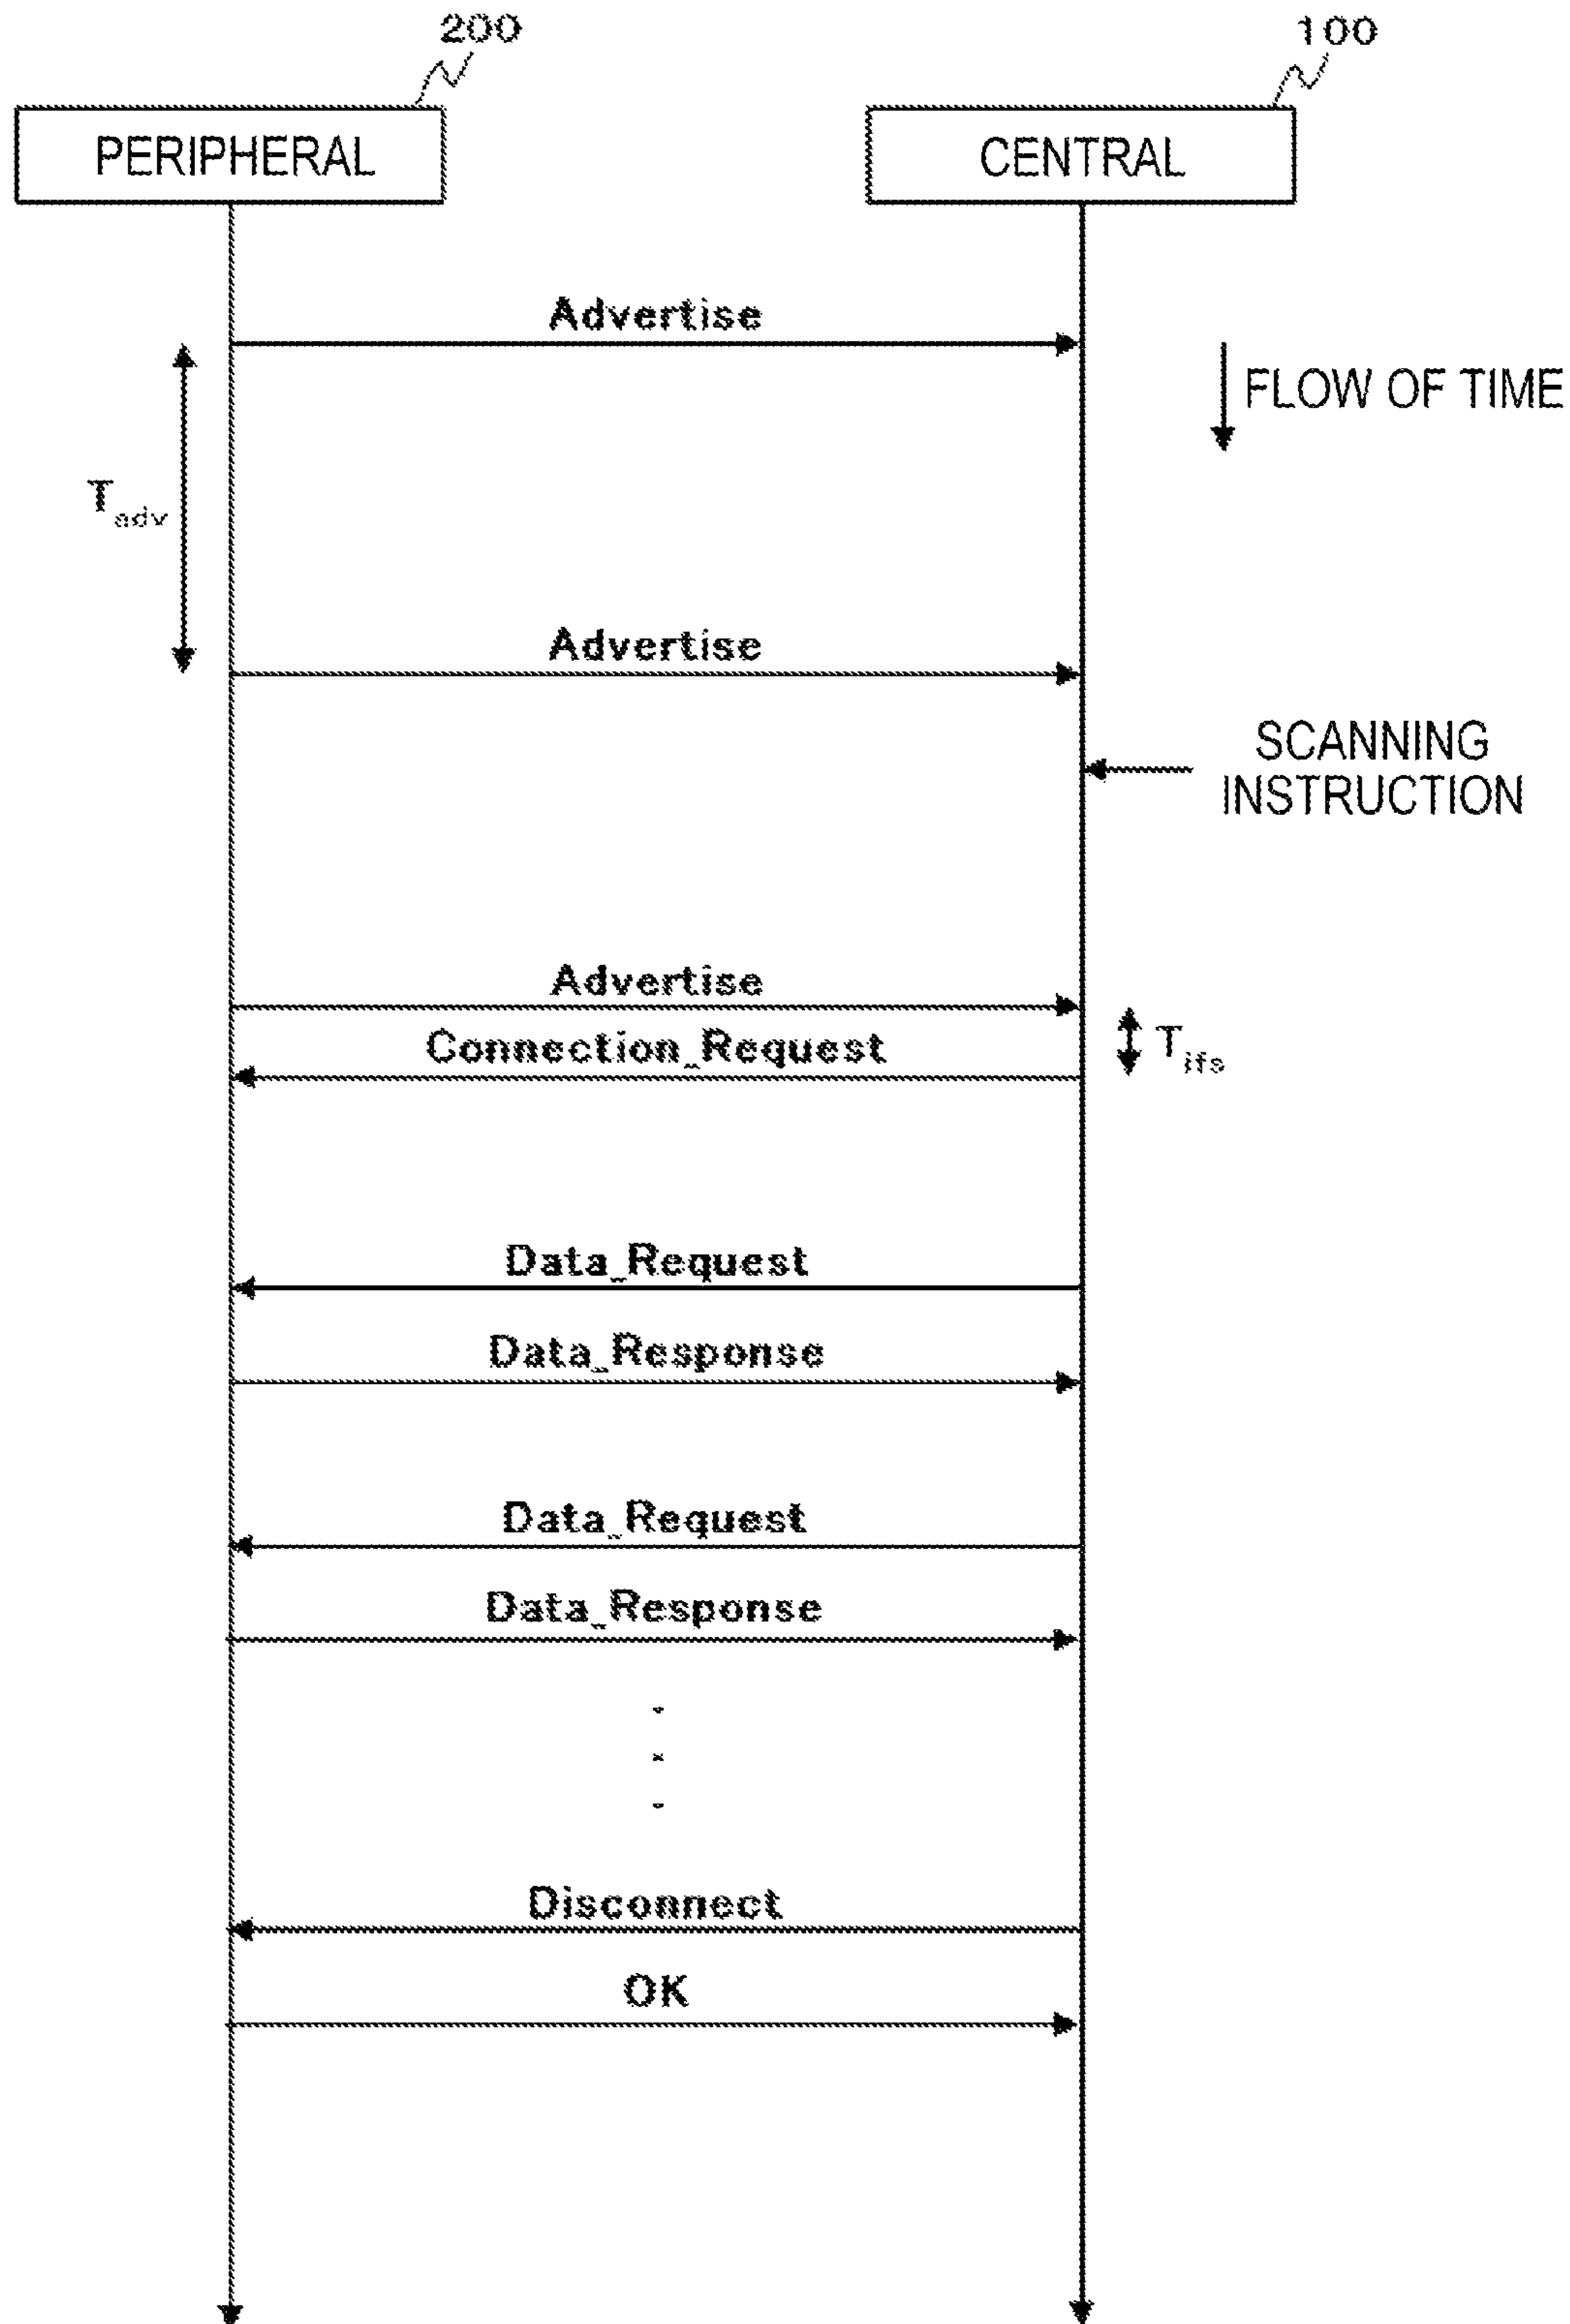 200
100
PERIPHERAL
CENTRAL
Advertise
FLOW OF TIME
Tadv
Advertise
SCANNING
INSTRUCTION
Advertise
Connection_Request
Tifs
Data_Request
Data_Response
Data_Request
Data_Response
Disconnect
OK